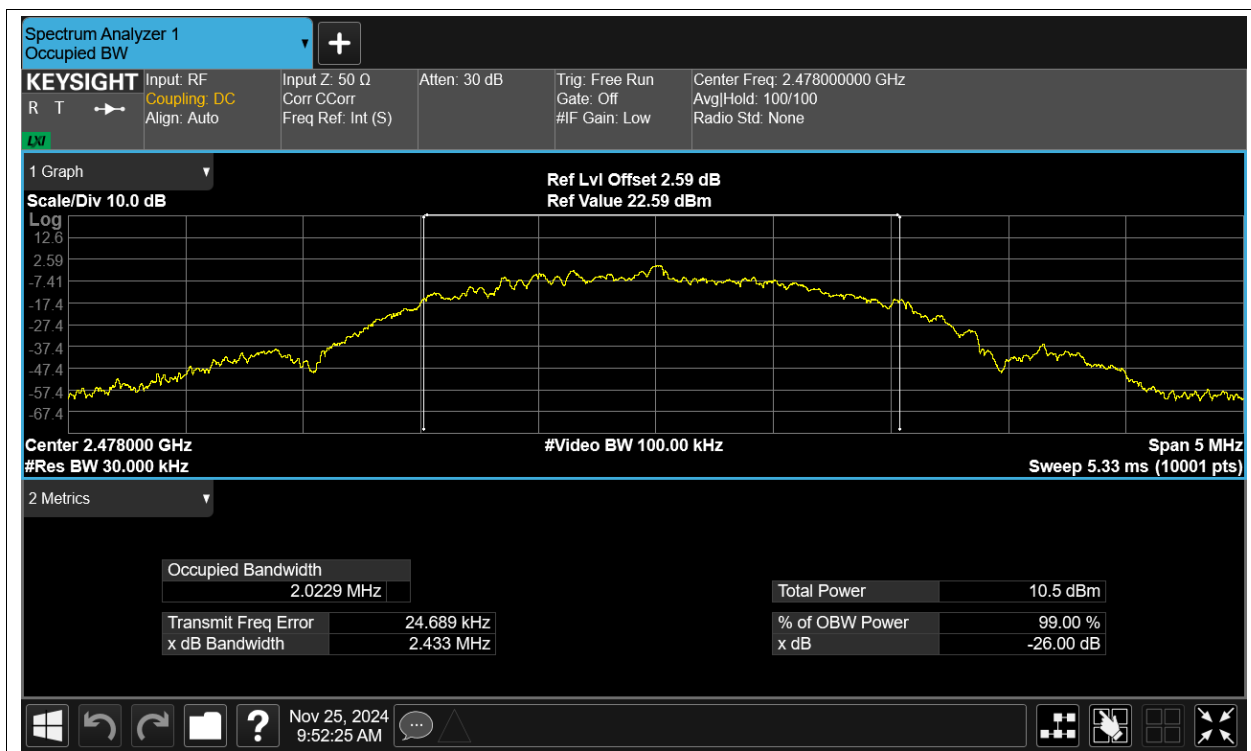 Spectrum Analyzer 1
Occupied BW
KEYSIGHT
R T
LXI
Input: RF
Coupling: DC
Align: Auto
Input Z: 50 Ω
Corr CCorr
Freq Ref: Int (S)
Atten: 30 dB
Trig: Free Run
Gate: Off
#IF Gain: Low
Center Freq: 2.478000000 GHz
Avg|Hold: 100/100
Radio Std: None
1 Graph
Scale/Div 10.0 dB
Ref Lvl Offset 2.59 dB
Ref Value 22.59 dBm
Log
12.6
2.59
-7.41
-17.4
-27.4
-37.4
-47.4
-57.4
-67.4
Center 2.478000 GHz
#Video BW 100.00 kHz
Span 5 MHz
#Res BW 30.000 kHz
Sweep 5.33 ms (10001 pts)
2 Metrics
Occupied Bandwidth
2.0229 MHz
Total Power 10.5 dBm
Transmit Freq Error 24.689 kHz
% of OBW Power 99.00 %
x dB Bandwidth 2.433 MHz
x dB -26.00 dB
?
Nov 25, 2024
9:52:25 AM